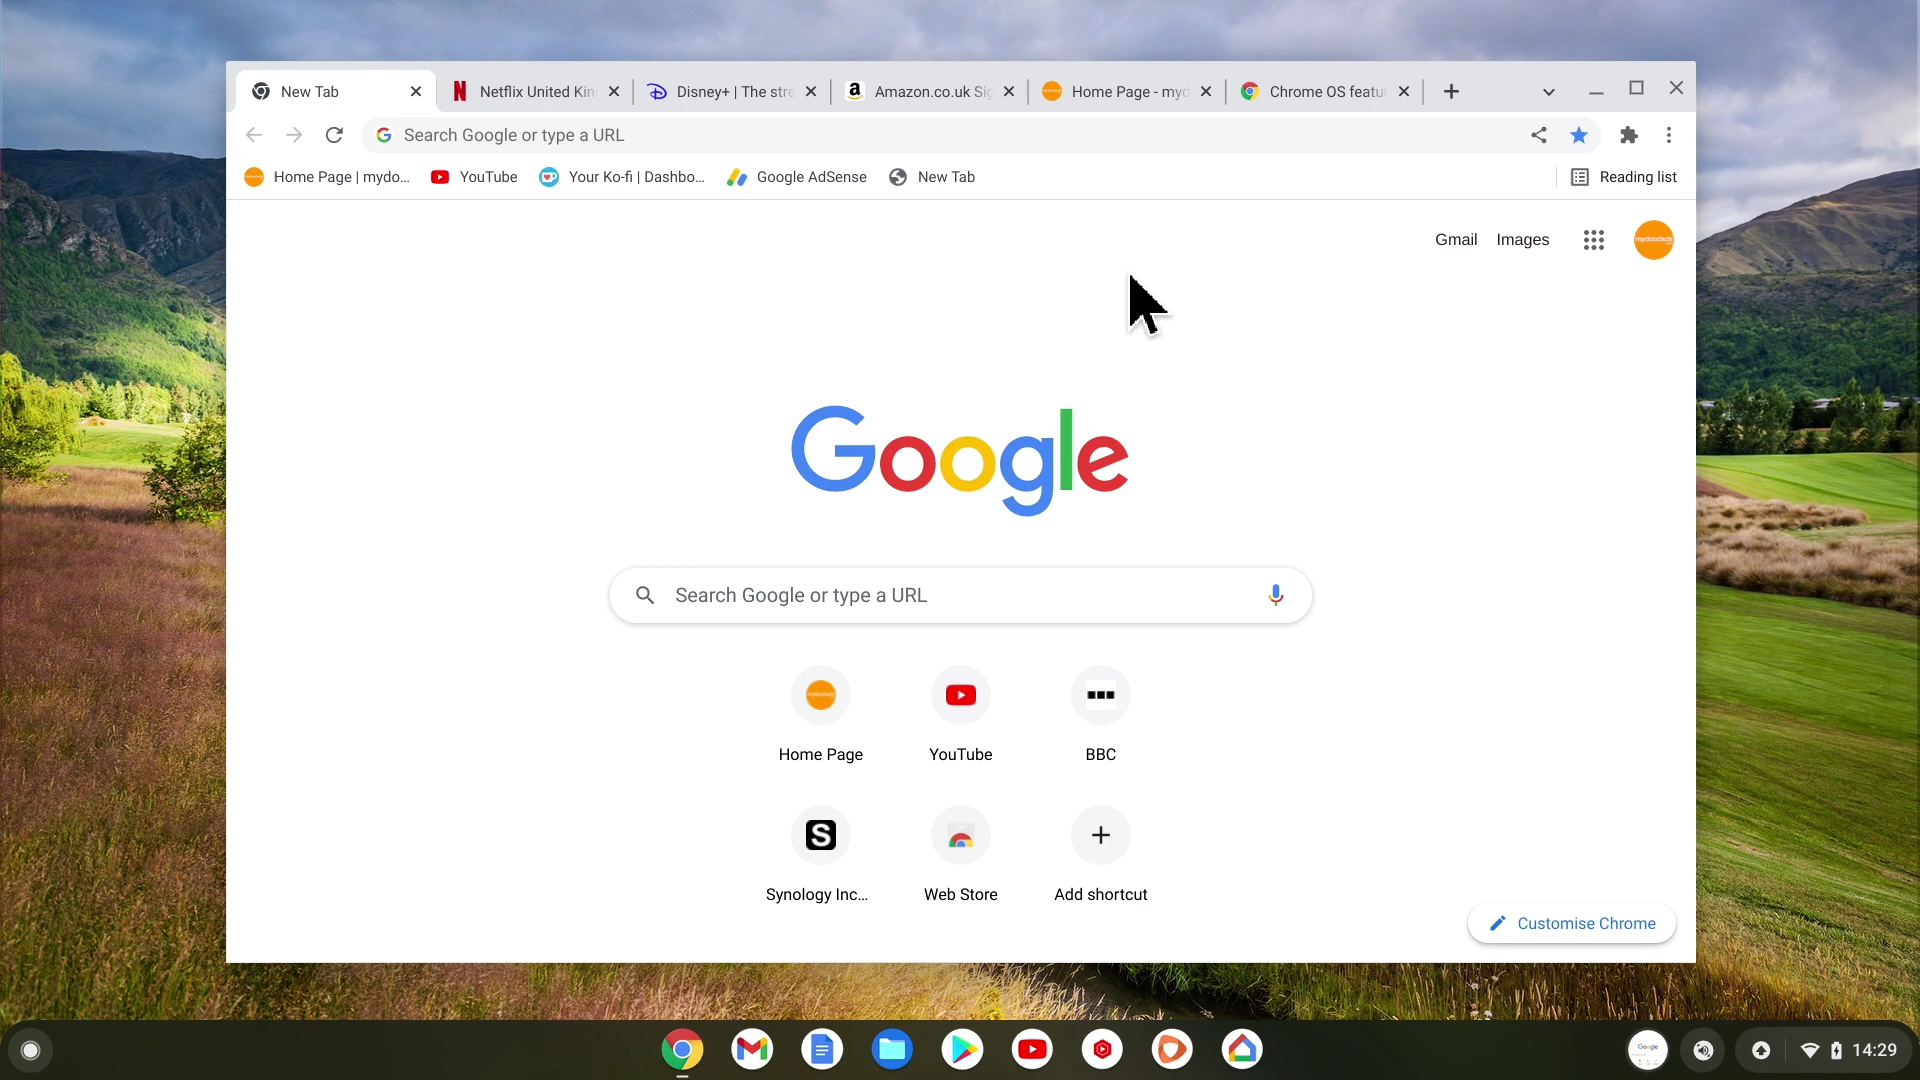 New Tab
Netflix United Kin
Disney+ | The stre
Amazon.co.uk Sig
Home Page - myd
Chrome OS featu
Search Google or type a URL
Home Page | mydo...
YouTube
Your Ko-fi | Dashbo...
Google AdSense
New Tab
Reading list
Gmail
Images
mydoodads
Google
Search Google or type a URL
Home Page
YouTube
BBC
S
Synology Inc...
Web Store
Add shortcut
Customise Chrome
Google
14:29